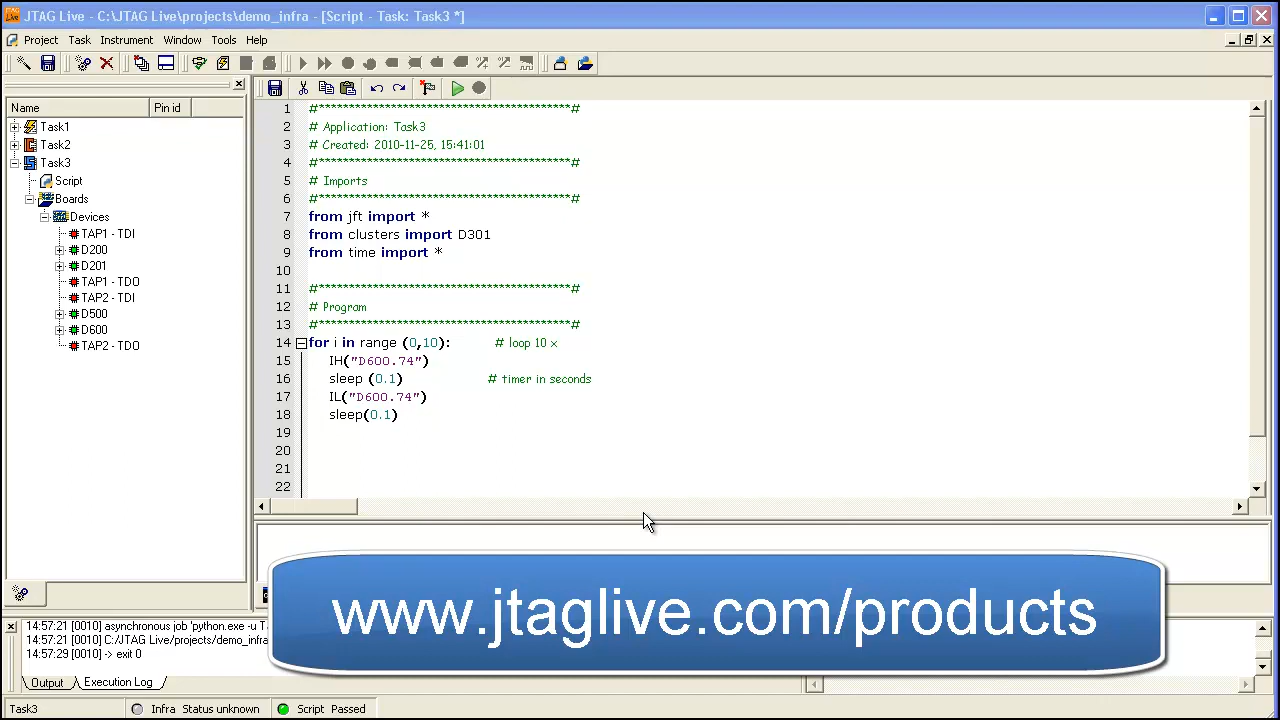 JTAG Live - C:\JTAG Live\projects\demo_infra - [Script - Task: Task3 *]
Project Task Instrument Window Tools Help
Name Pin id
Task1
Task2
Task3
Script
Boards
Devices
TAP1 - TDI
D200
D201
TAP1 - TDO
TAP2 - TDI
D500
D600
TAP2 - TDO
1 #******************************************#
2 # Application: Task3
3 # Created: 2010-11-25, 15:41:01
4 #******************************************#
5 # Imports
6 #******************************************#
7 from jft import *
8 from clusters import D301
9 from time import *
10
11 #******************************************#
12 # Program
13 #******************************************#
14 for i in range (0,10): # loop 10 x
15 IH("D600.74")
16 sleep (0.1) # timer in seconds
17 IL("D600.74")
18 sleep(0.1)
19
20
21
22
www.jtaglive.com/products
14:57:21 [0010] asynchronous job 'python.exe -u T
14:57:21 [0010] C:/JTAG Live/projects/demo_infra
14:57:29 [0010] -> exit 0
Output Execution Log
Task3 Infra Status unknown Script Passed